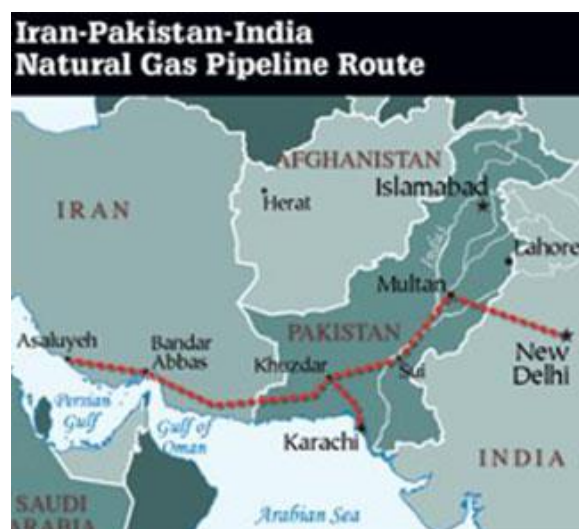 Iran-Pakistan-India
Natural Gas Pipeline Route
AFGHANISTAN
Islamabad
IRAN
Herat
Indus
Lahore
Multan
Asaluyeh
Bandar
Abbas
PAKISTAN
Khuzdar
Sui
New
Delhi
Persian
Gulf
Gulf of
Oman
Karachi
INDIA
SAUDI
ARABIA
Arabian Sea